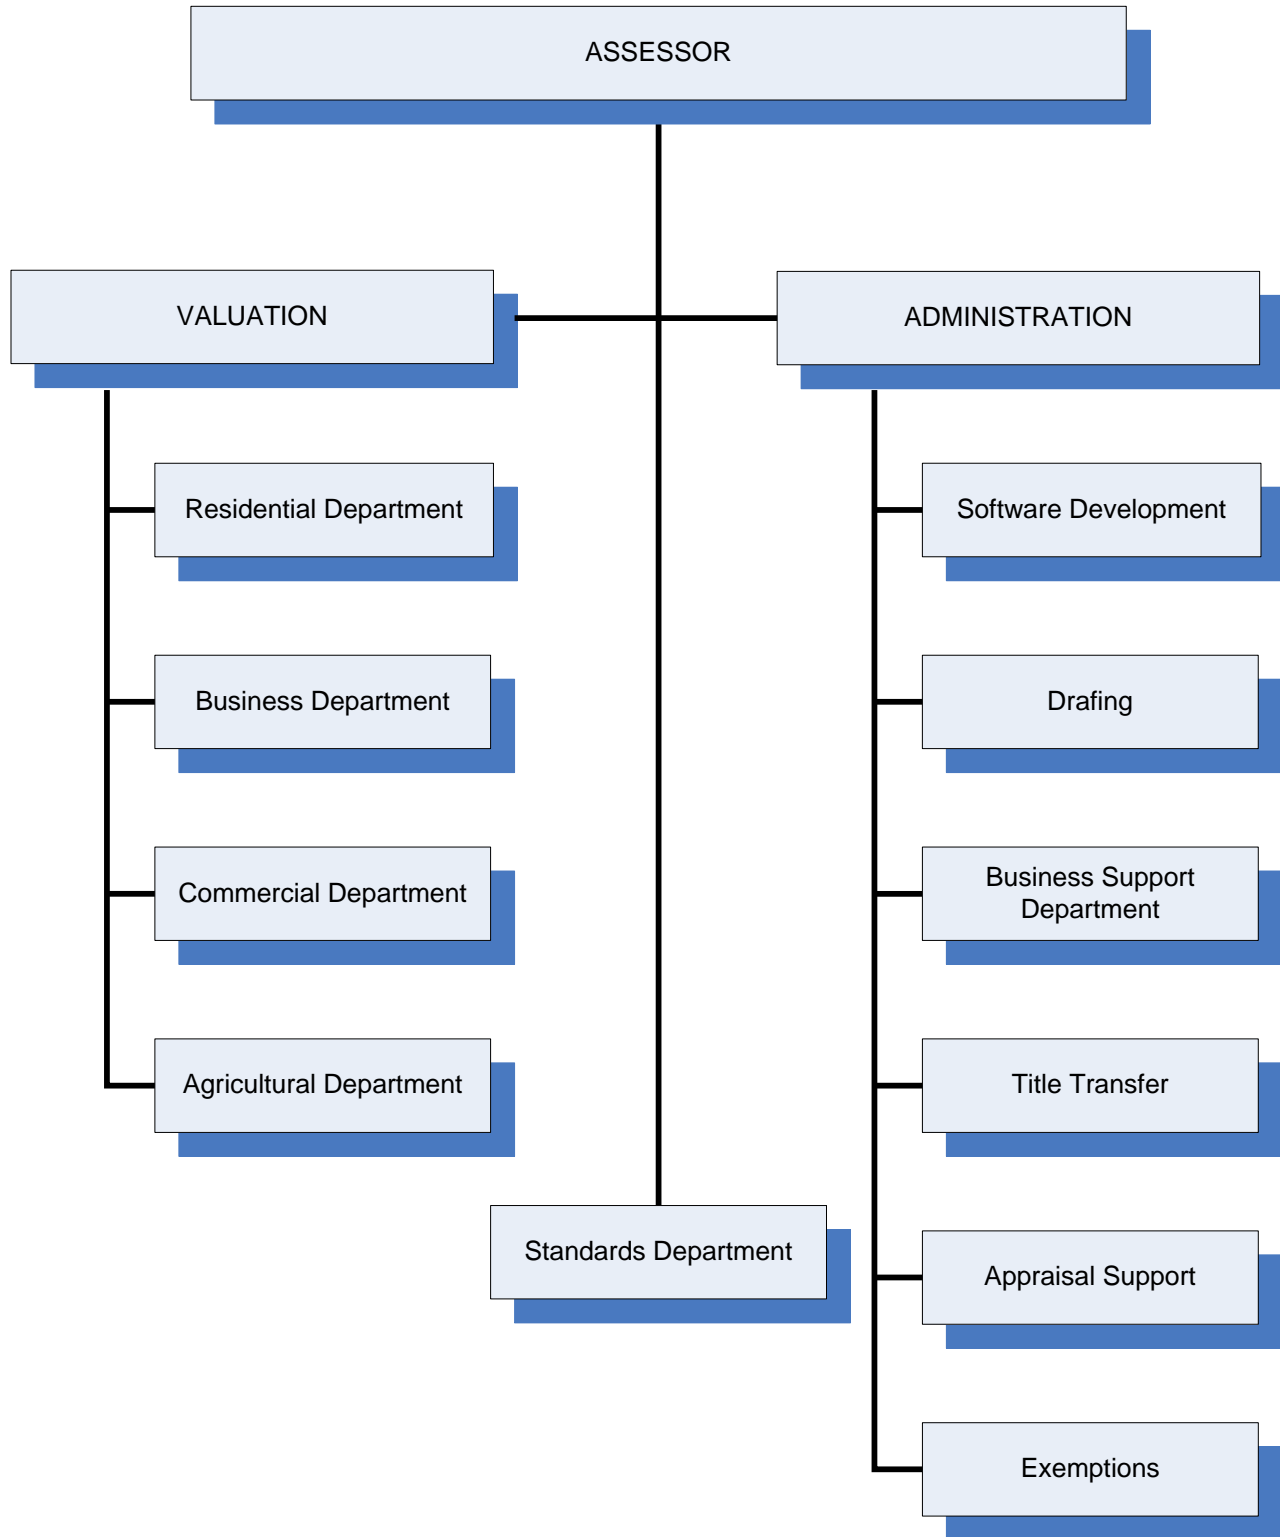 ASSESSOR
VALUATION
ADMINISTRATION
Residential Department
Software Development
Business Department
Drafing
Commercial Department
Business Support
Department
Agricultural Department
Title Transfer
Standards Department
Appraisal Support
Exemptions